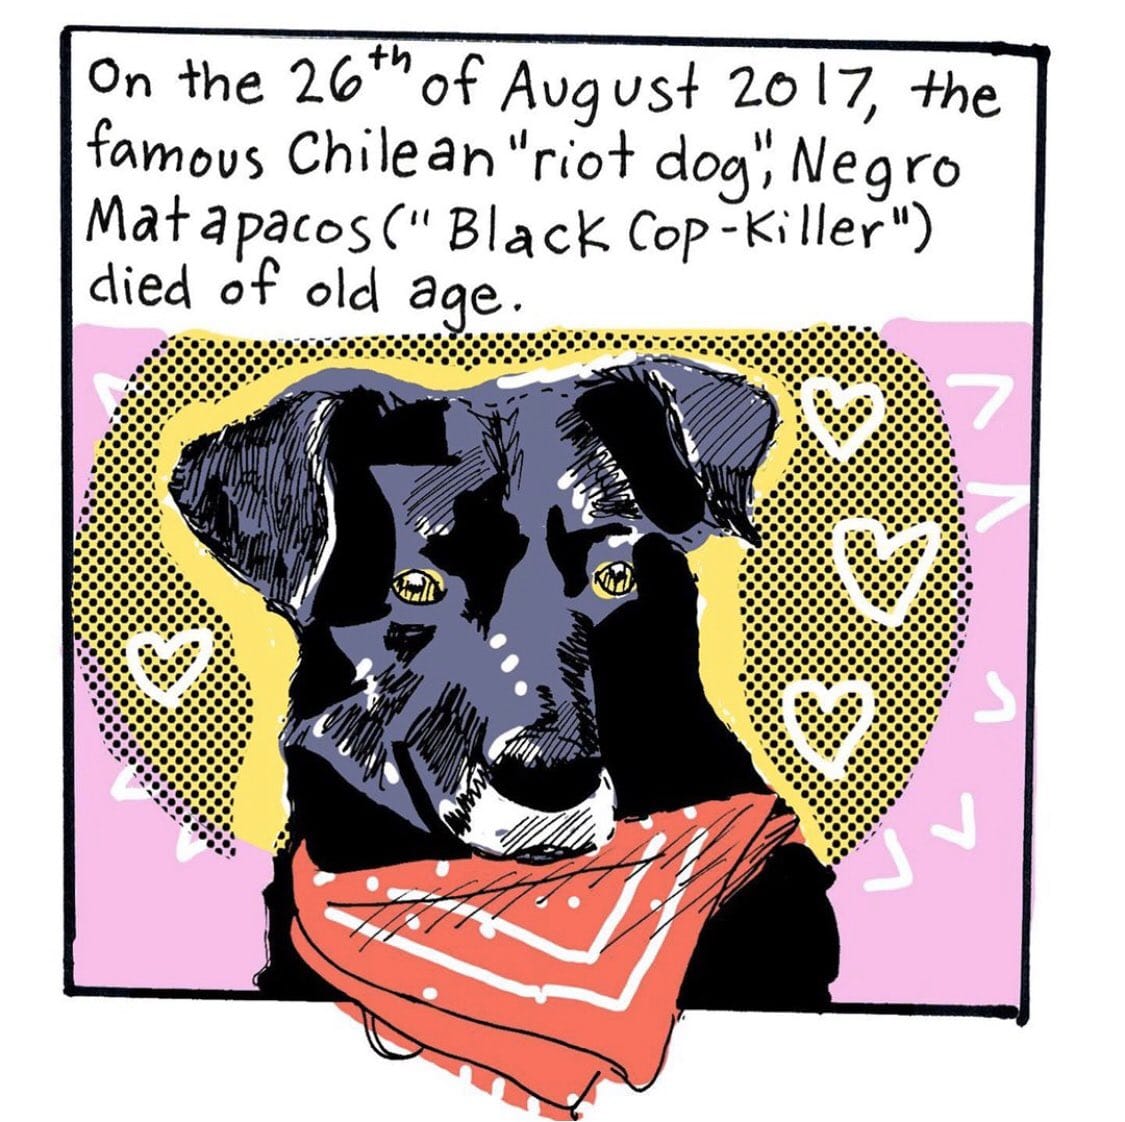 On the 26th of August 2017, the
famous Chilean "riot dog", Negro
Matapacos ("Black Cop-Killer")
died of old age.